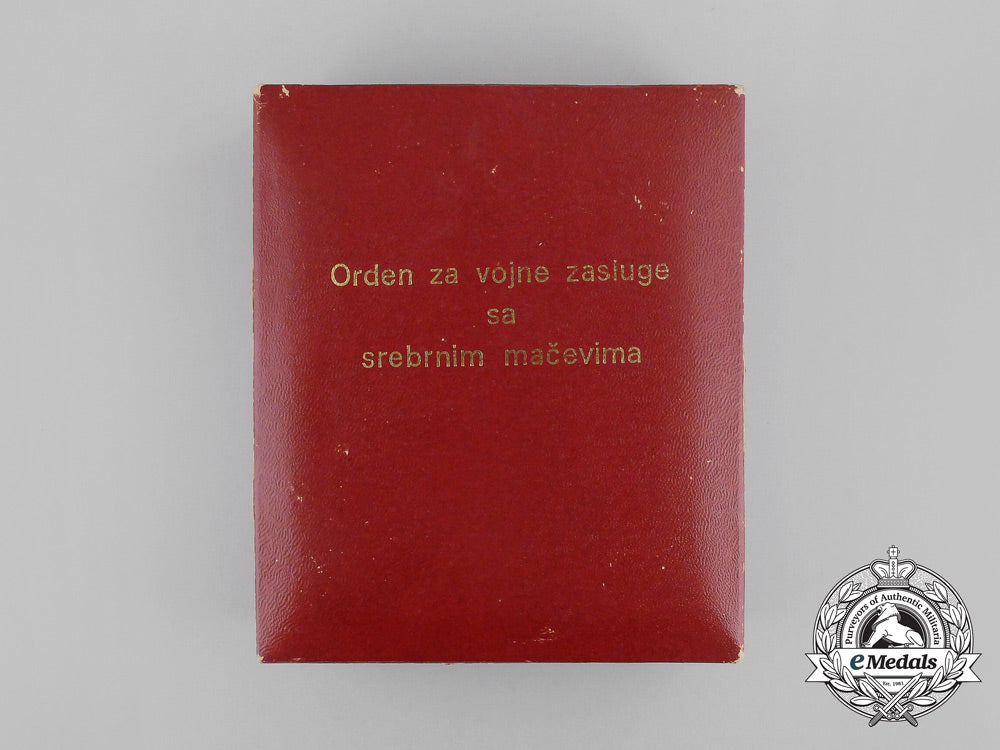 Orden za vojne zasluge
sa
srebrnim mačevima
Purveyors of Authentic Militaria
eMedals
Est. 1981